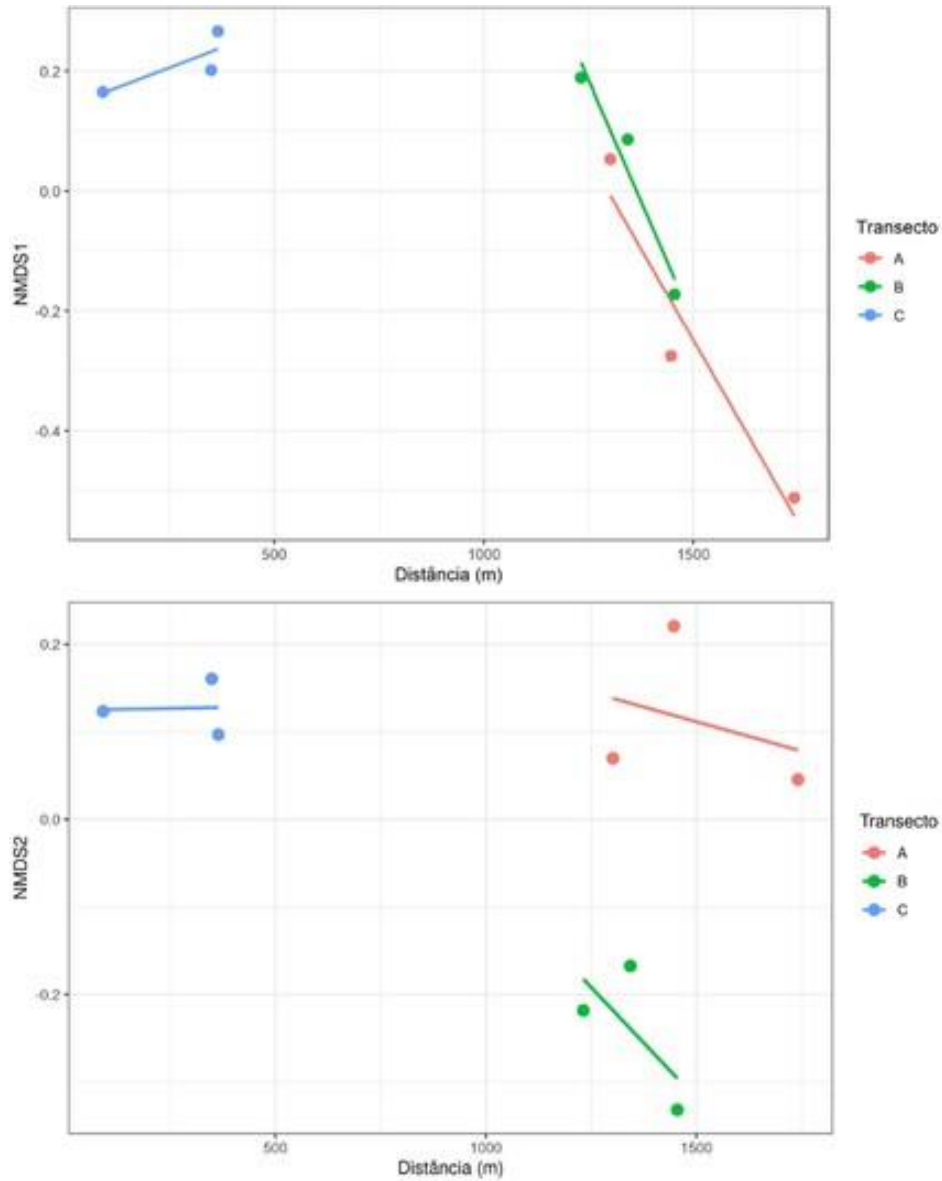 0.2
0.0
-0.2
-0.4
NMDS1
500
1000
1500
Distância (m)
Transecto
A
B
C
0.2
0.0
-0.2
NMDS2
500
1000
1500
Distância (m)
Transecto
A
B
C